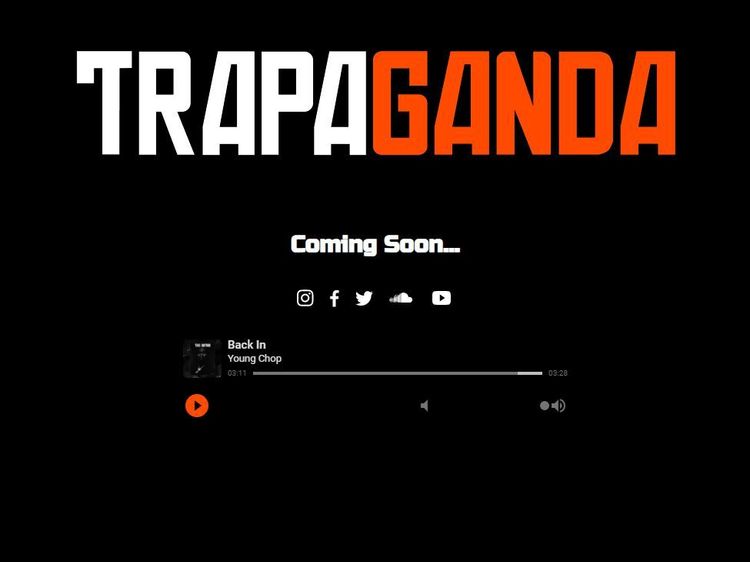 TRAPAGANDA
Coming Soon...
Back In
Young Chop
03:11 03:28